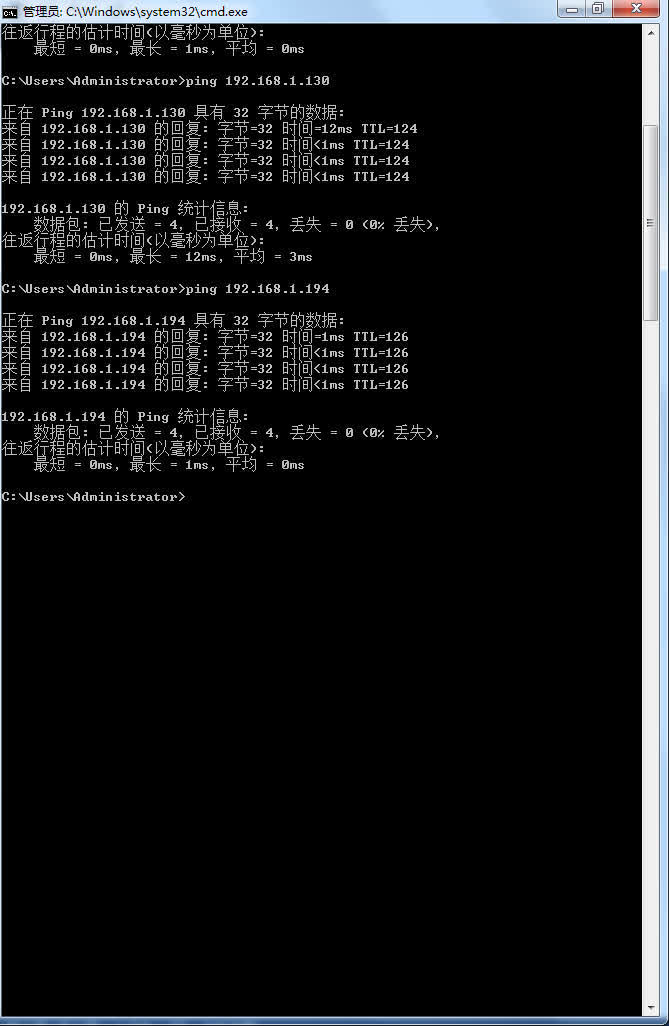 管理员: C:\Windows\system32\cmd.exe
往返行程的估计时间(以毫秒为单位):
    最短 = 0ms，最长 = 1ms，平均 = 0ms
C:\Users\Administrator>ping 192.168.1.130
正在 Ping 192.168.1.130 具有 32 字节的数据:
来自 192.168.1.130 的回复: 字节=32 时间=12ms TTL=124
来自 192.168.1.130 的回复: 字节=32 时间<1ms TTL=124
来自 192.168.1.130 的回复: 字节=32 时间<1ms TTL=124
来自 192.168.1.130 的回复: 字节=32 时间<1ms TTL=124
192.168.1.130 的 Ping 统计信息:
    数据包: 已发送 = 4，已接收 = 4，丢失 = 0 (0% 丢失)，
往返行程的估计时间(以毫秒为单位):
    最短 = 0ms，最长 = 12ms，平均 = 3ms
C:\Users\Administrator>ping 192.168.1.194
正在 Ping 192.168.1.194 具有 32 字节的数据:
来自 192.168.1.194 的回复: 字节=32 时间=1ms TTL=126
来自 192.168.1.194 的回复: 字节=32 时间<1ms TTL=126
来自 192.168.1.194 的回复: 字节=32 时间<1ms TTL=126
来自 192.168.1.194 的回复: 字节=32 时间<1ms TTL=126
192.168.1.194 的 Ping 统计信息:
    数据包: 已发送 = 4，已接收 = 4，丢失 = 0 (0% 丢失)，
往返行程的估计时间(以毫秒为单位):
    最短 = 0ms，最长 = 1ms，平均 = 0ms
C:\Users\Administrator>